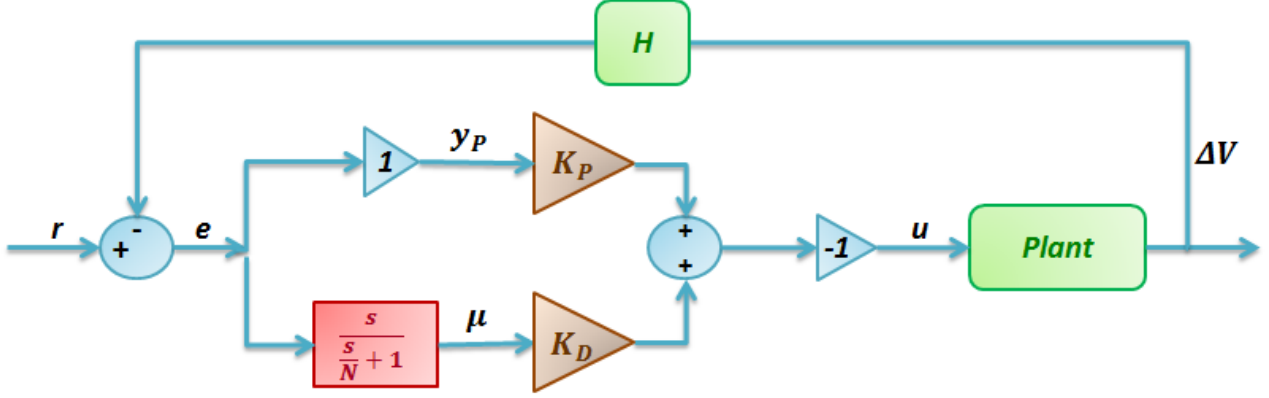 H
1
y_P
K_P
ΔV
r
+
-
e
+
+
-1
u
Plant
s
s
N
+ 1
μ
K_D